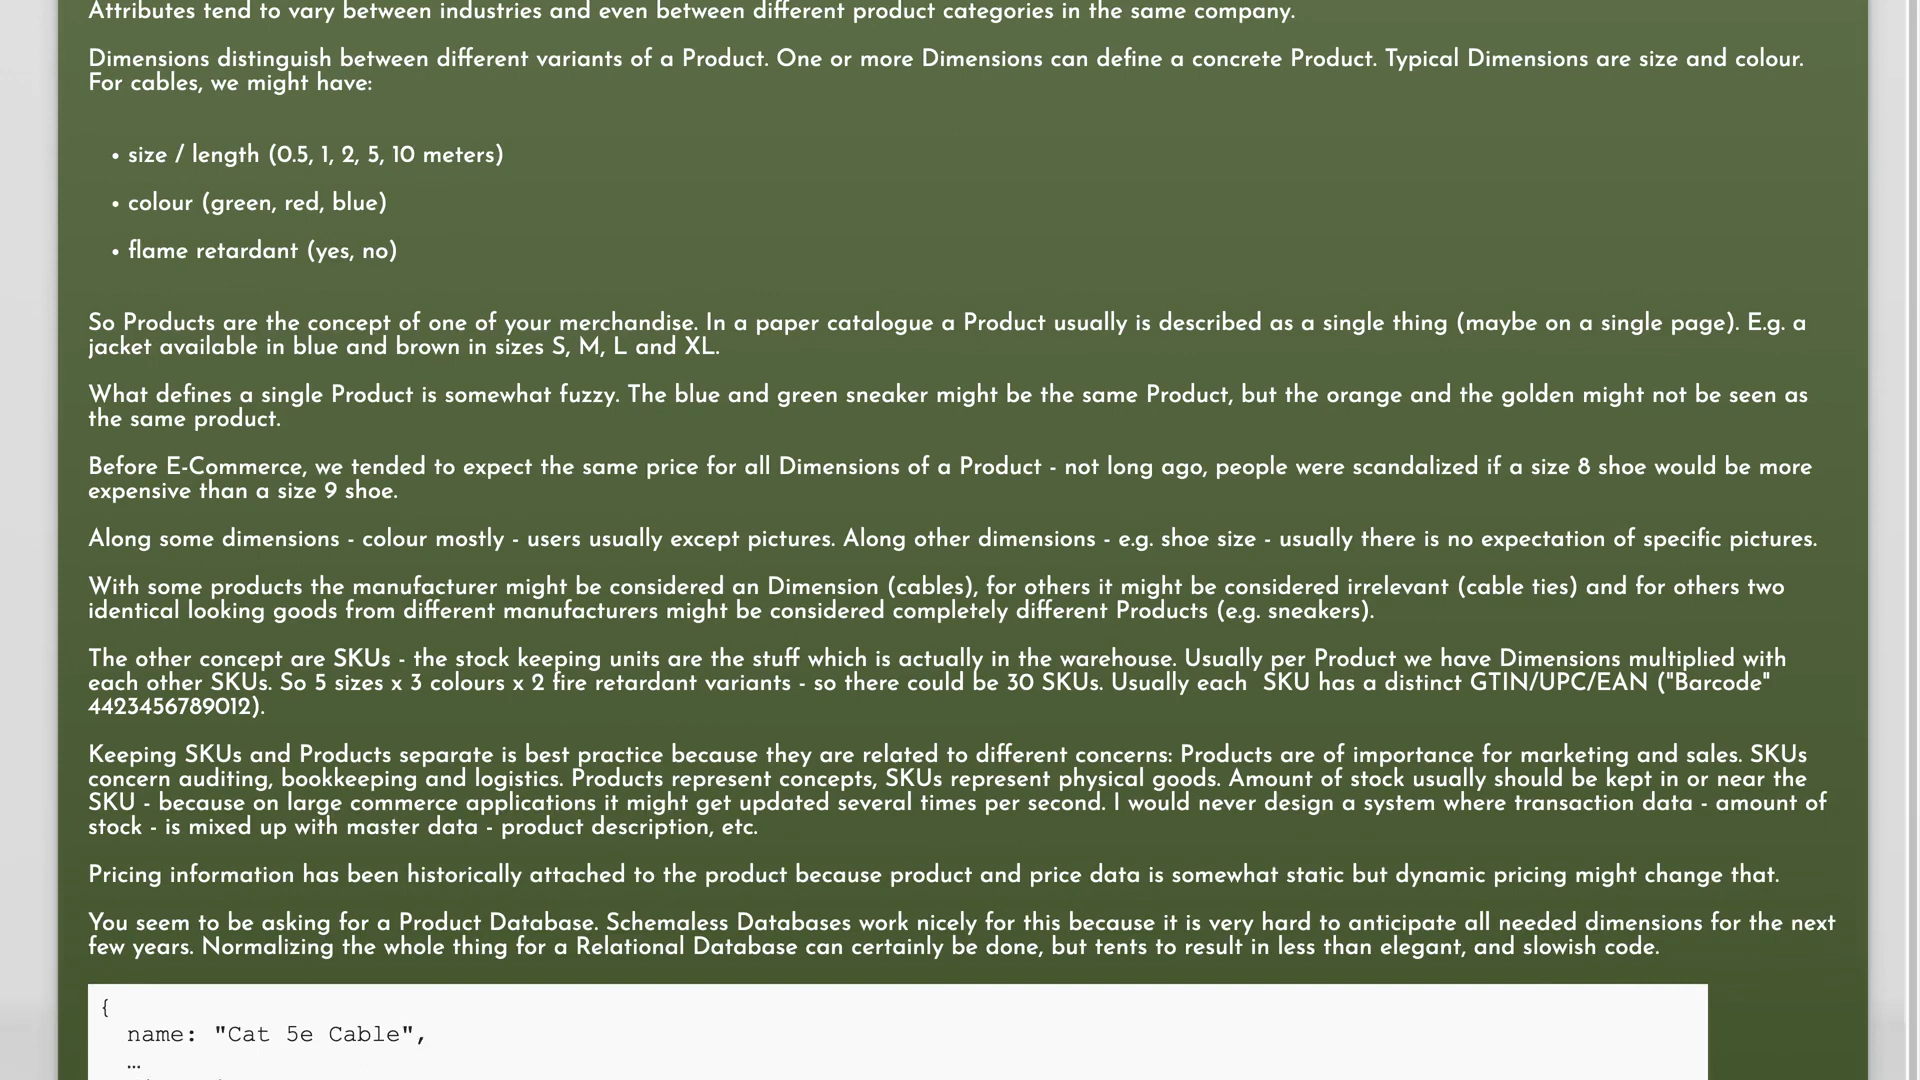 Attributes tend to vary between industries and even between different product categories in the same company.
Dimensions distinguish between different variants of a Product. One or more Dimensions can define a concrete Product. Typical Dimensions are size and colour.
For cables, we might have:
• size / length (0.5, 1, 2, 5, 10 meters)
• colour (green, red, blue)
• flame retardant (yes, no)
So Products are the concept of one of your merchandise. In a paper catalogue a Product usually is described as a single thing (maybe on a single page). E.g. a
jacket available in blue and brown in sizes S, M, L and XL.
What defines a single Product is somewhat fuzzy. The blue and green sneaker might be the same Product, but the orange and the golden might not be seen as
the same product.
Before E-Commerce, we tended to expect the same price for all Dimensions of a Product - not long ago, people were scandalized if a size 8 shoe would be more
expensive than a size 9 shoe.
Along some dimensions - colour mostly - users usually except pictures. Along other dimensions - e.g. shoe size - usually there is no expectation of specific pictures.
With some products the manufacturer might be considered an Dimension (cables), for others it might be considered irrelevant (cable ties) and for others two
identical looking goods from different manufacturers might be considered completely different Products (e.g. sneakers).
The other concept are SKUs - the stock keeping units are the stuff which is actually in the warehouse. Usually per Product we have Dimensions multiplied with
each other SKUs. So 5 sizes x 3 colours x 2 fire retardant variants - so there could be 30 SKUs. Usually each  SKU has a distinct GTIN/UPC/EAN ("Barcode"
4423456789012).
Keeping SKUs and Products separate is best practice because they are related to different concerns: Products are of importance for marketing and sales. SKUs
concern auditing, bookkeeping and logistics. Products represent concepts, SKUs represent physical goods. Amount of stock usually should be kept in or near the
SKU - because on large commerce applications it might get updated several times per second. I would never design a system where transaction data - amount of
stock - is mixed up with master data - product description, etc.
Pricing information has been historically attached to the product because product and price data is somewhat static but dynamic pricing might change that.
You seem to be asking for a Product Database. Schemaless Databases work nicely for this because it is very hard to anticipate all needed dimensions for the next
few years. Normalizing the whole thing for a Relational Database can certainly be done, but tents to result in less than elegant, and slowish code.
{
name: "Cat 5e Cable",
…